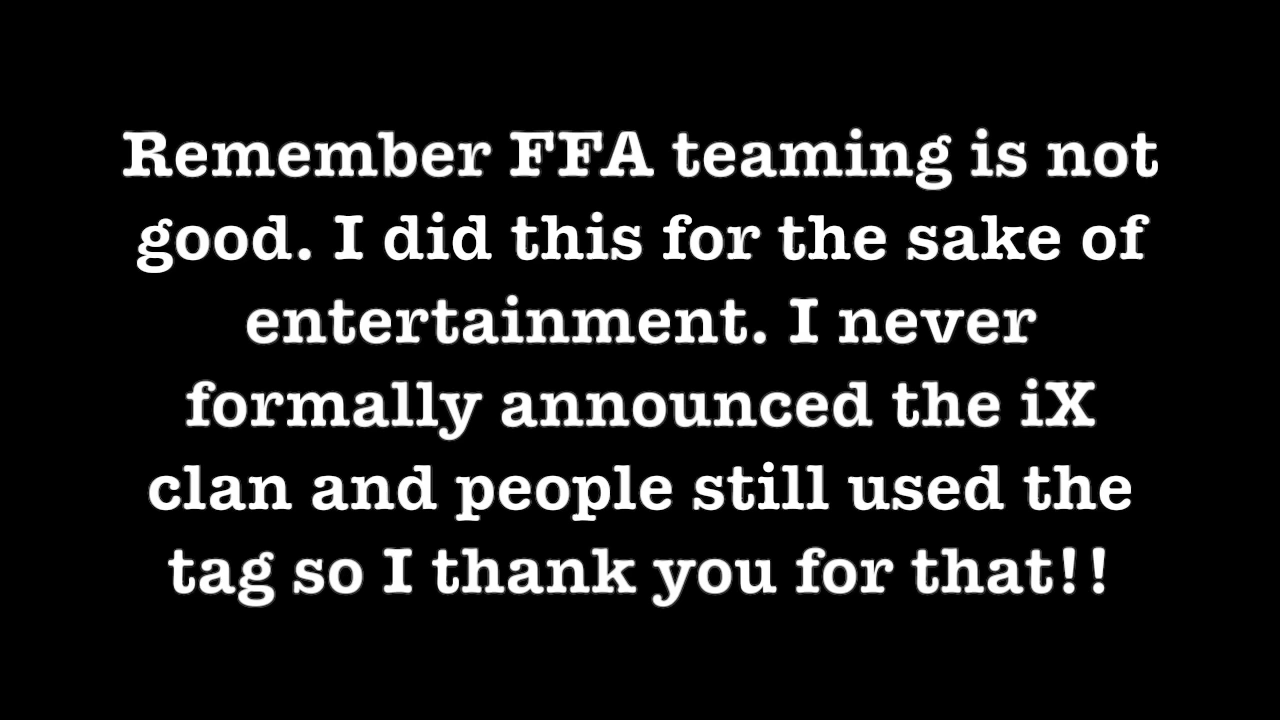 Remember FFA teaming is not
good. I did this for the sake of
entertainment. I never
formally announced the iX
clan and people still used the
tag so I thank you for that!!